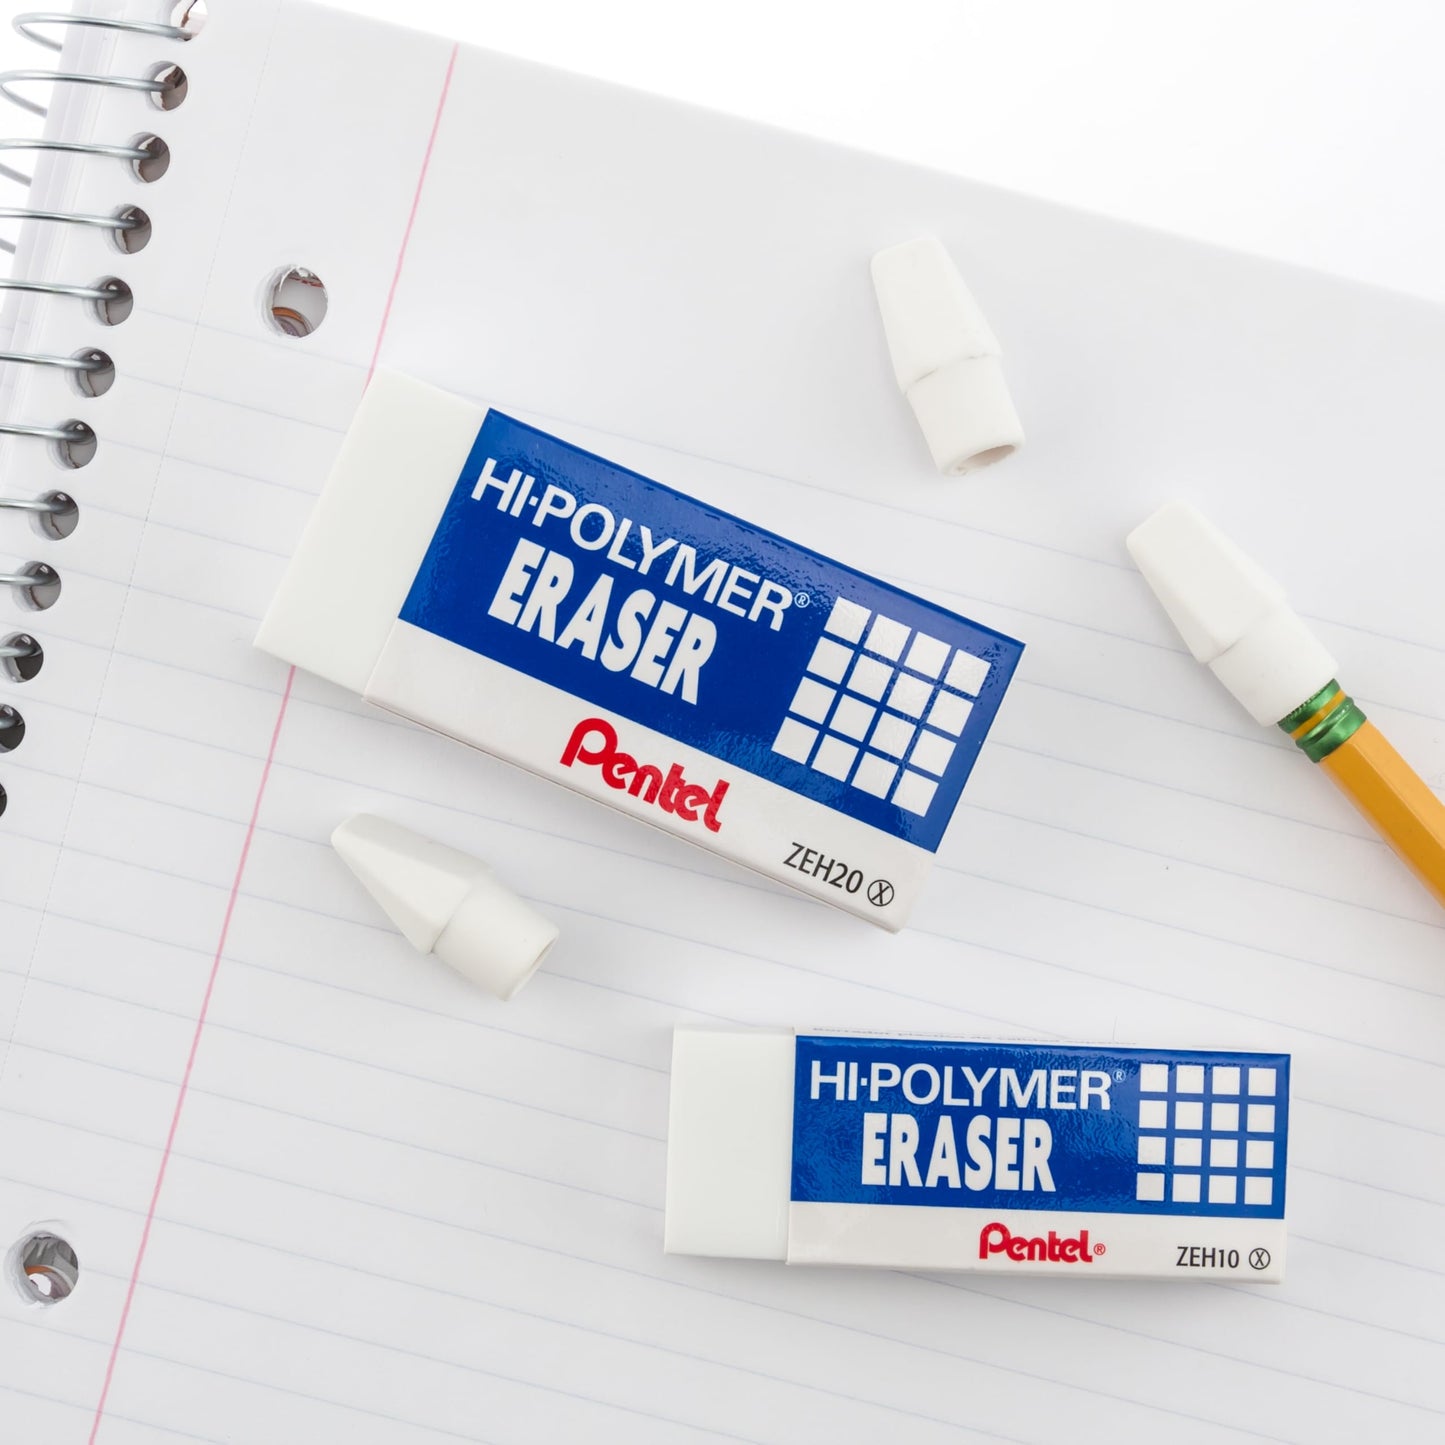 HI-POLYMER®
ERASER
Pentel
ZEH20 Ⓧ
HI-POLYMER®
ERASER
Pentel®
ZEH10 Ⓧ